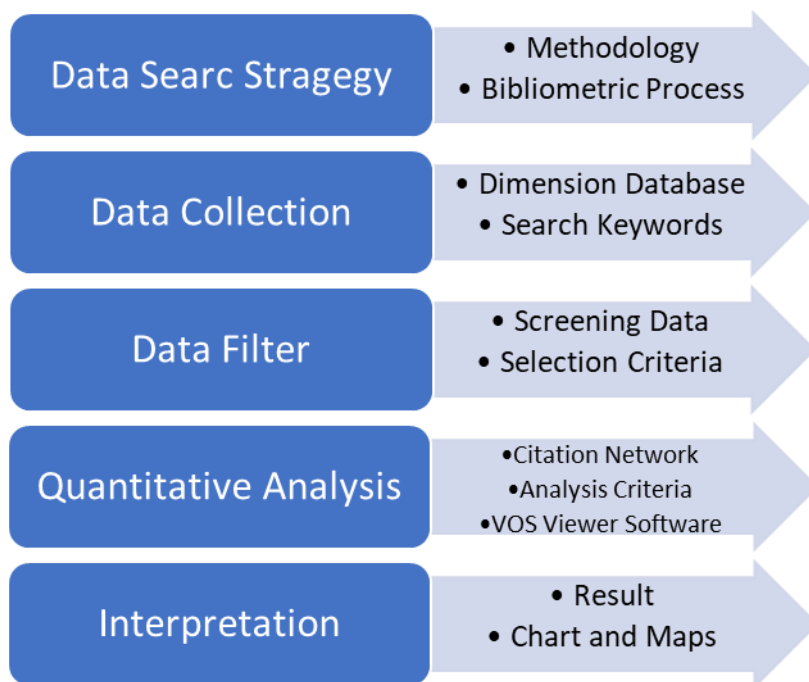 Data Searc Stragegy
• Methodology
• Bibliometric Process
Data Collection
• Dimension Database
• Search Keywords
Data Filter
• Screening Data
• Selection Criteria
Quantitative Analysis
•Citation Network
•Analysis Criteria
•VOS Viewer Software
Interpretation
• Result
• Chart and Maps